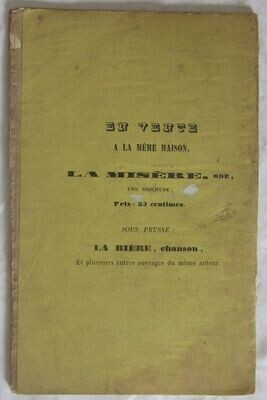 EN VENTE
A LA MÊME MAISON.
LA MISÈRE, ODE,
UNE BROCHURE,
Prix : 25 centimes.
SOUS PRESSE :
LA BIÈRE, chanson,
Et plusieurs autres ouvrages du même auteur.